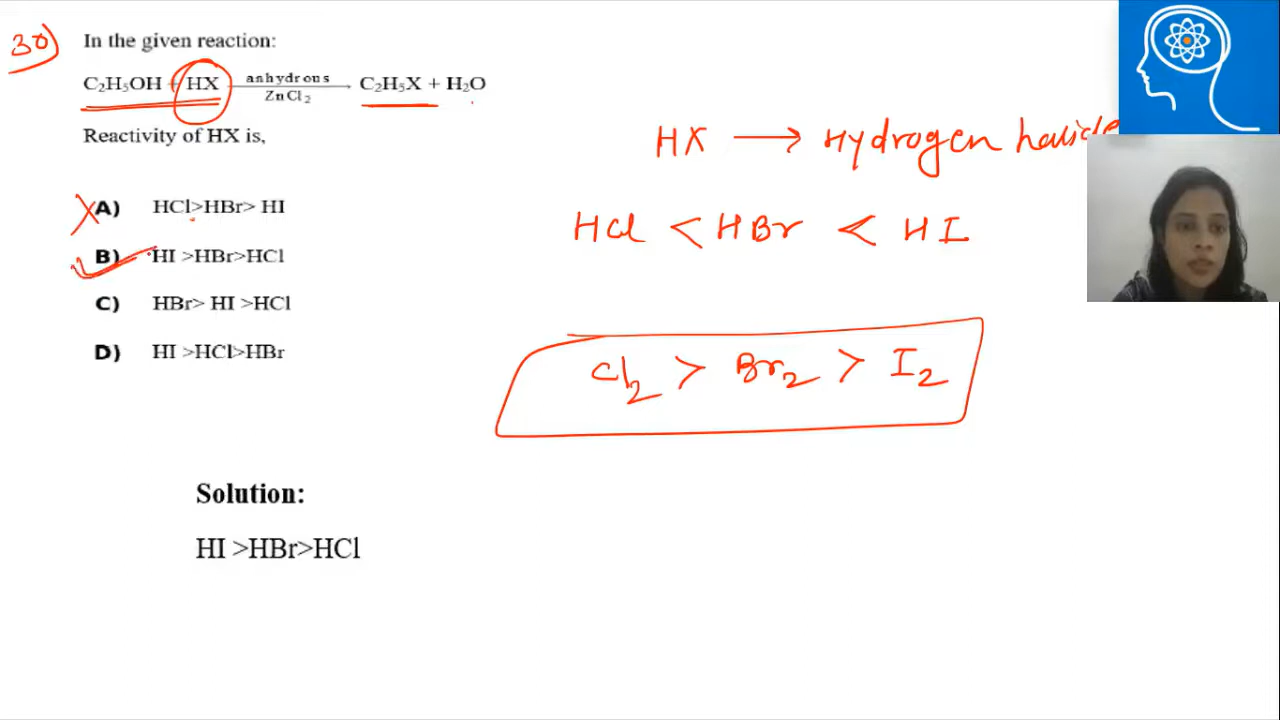 30)
In the given reaction:
C₂H₅OH + HX anhydrous ZnCl₂ → C₂H₅X + H₂O
Reactivity of HX is,
A) HCl>HBr> HI
B) HI >HBr>HCl
C) HBr> HI >HCl
D) HI >HCl>HBr
HX → Hydrogen halide
HCl < HBr < HI
Cl₂ > Br₂ > I₂
Solution:
HI >HBr>HCl